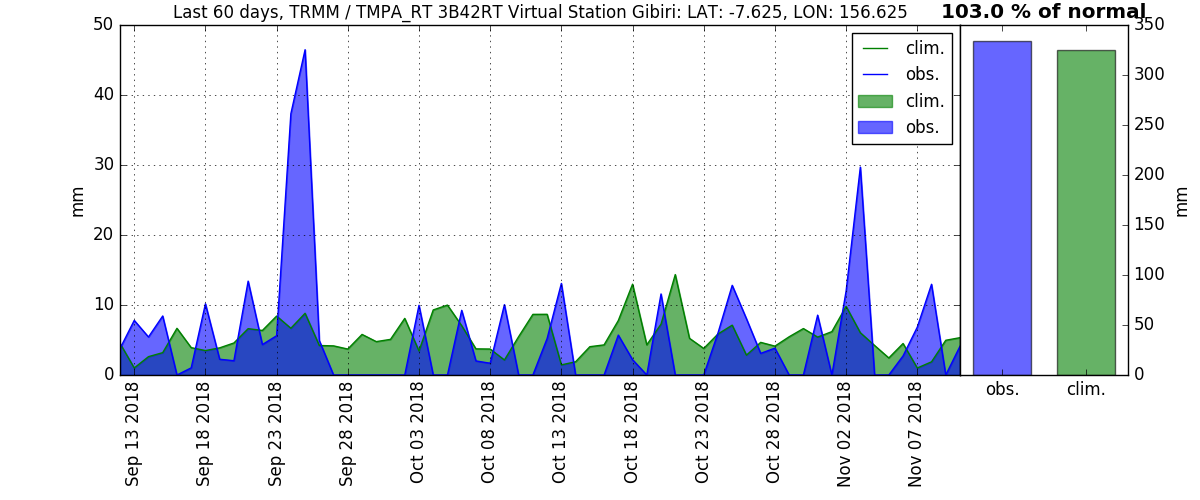 Last 60 days, TRMM / TMPA_RT 3B42RT Virtual Station Gibiri: LAT: -7.625, LON: 156.625
103.0 % of normal
50
40
30
20
10
0
mm
clim.
obs.
clim.
obs.
350
300
250
200
150
100
50
0
mm
Sep 13 2018
Sep 18 2018
Sep 23 2018
Sep 28 2018
Oct 03 2018
Oct 08 2018
Oct 13 2018
Oct 18 2018
Oct 23 2018
Oct 28 2018
Nov 02 2018
Nov 07 2018
obs.
clim.